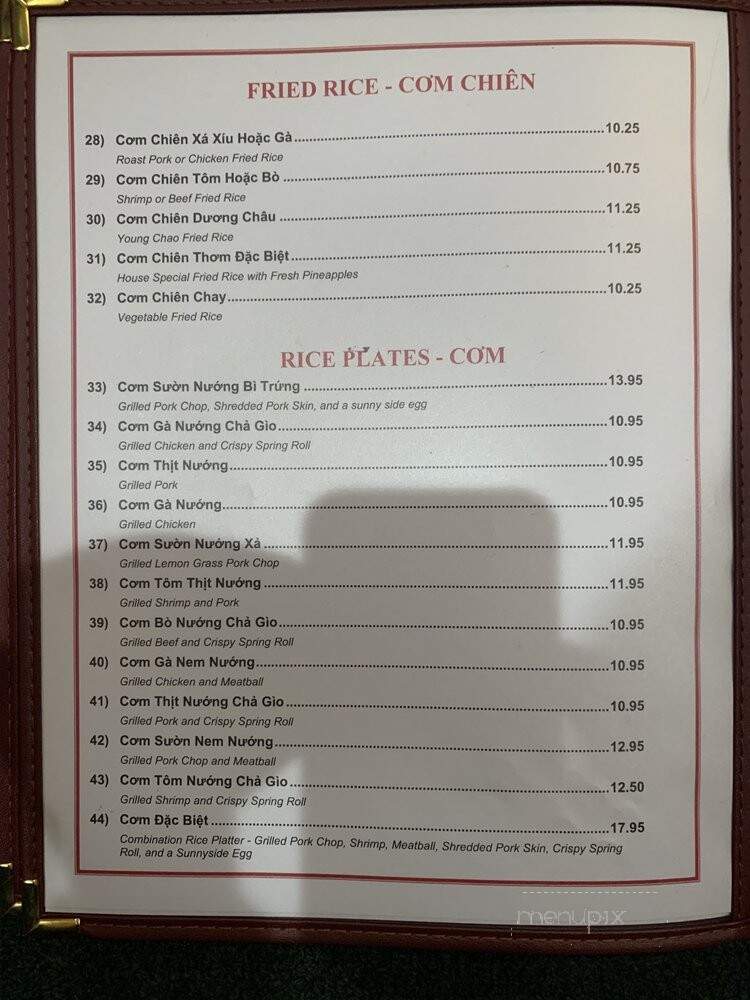 FRIED RICE - CƠM CHIÊN
28) Cơm Chiên Xá Xíu Hoặc Gà 10.25
Roast Pork or Chicken Fried Rice
29) Cơm Chiên Tôm Hoặc Bò 10.75
Shrimp or Beef Fried Rice
30) Cơm Chiên Dương Châu 11.25
Young Chao Fried Rice
31) Cơm Chiên Thơm Đặc Biệt 11.25
House Special Fried Rice with Fresh Pineapples
32) Cơm Chiên Chay 10.25
Vegetable Fried Rice
RICE PLATES - CƠM
33) Cơm Sườn Nướng Bì Trứng 13.95
Grilled Pork Chop, Shredded Pork Skin, and a sunny side egg
34) Cơm Gà Nướng Chả Gìo 10.95
Grilled Chicken and Crispy Spring Roll
35) Cơm Thịt Nướng 10.95
Grilled Pork
36) Cơm Gà Nướng 10.95
Grilled Chicken
37) Cơm Sườn Nướng Xả 11.95
Grilled Lemon Grass Pork Chop
38) Cơm Tôm Thịt Nướng 11.95
Grilled Shrimp and Pork
39) Cơm Bò Nướng Chả Gìo 10.95
Grilled Beef and Crispy Spring Roll
40) Cơm Gà Nem Nướng 10.95
Grilled Chicken and Meatball
41) Cơm Thịt Nướng Chả Gìo 10.95
Grilled Pork and Crispy Spring Roll
42) Cơm Sườn Nem Nướng 12.95
Grilled Pork Chop and Meatball
43) Cơm Tôm Nướng Chả Gìo 12.50
Grilled Shrimp and Crispy Spring Roll
44) Cơm Đặc Biệt 17.95
Combination Rice Platter - Grilled Pork Chop, Shrimp, Meatball, Shredded Pork Skin, Crispy Spring
Roll, and a Sunnyside Egg
menupix